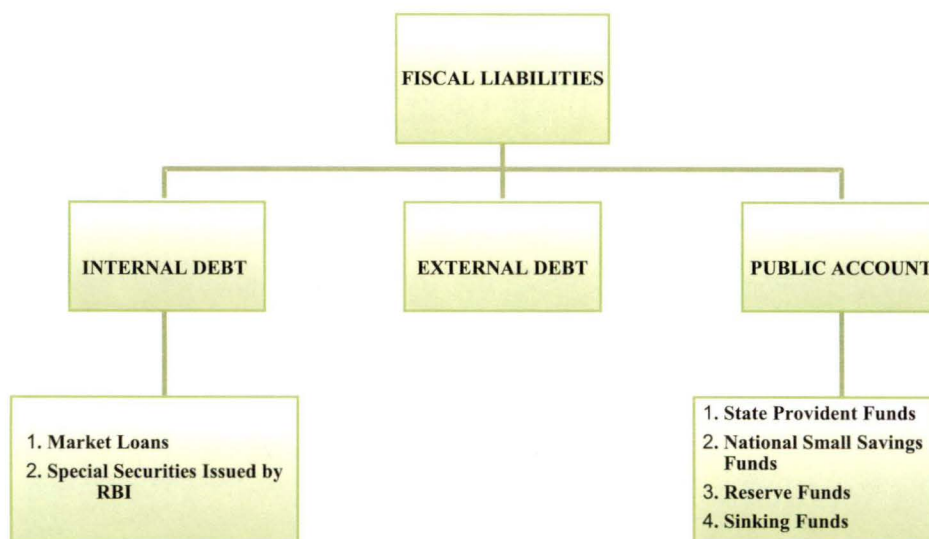 FISCAL LIABILITIES
INTERNAL DEBT
EXTERNAL DEBT
PUBLIC ACCOUNT
1. Market Loans
2. Special Securities Issued by
RBI
1. State Provident Funds
2. National Small Savings
Funds
3. Reserve Funds
4. Sinking Funds